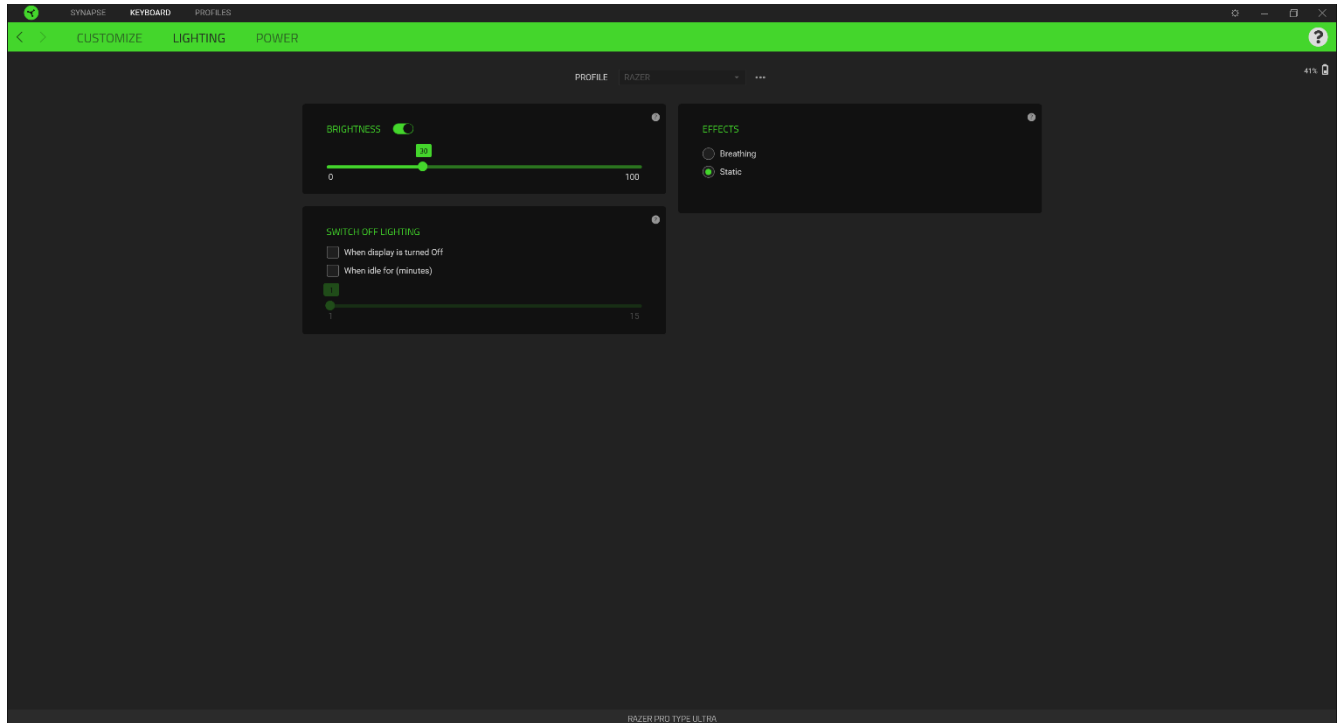 SYNAPSE KEYBOARD PROFILES
CUSTOMIZE LIGHTING POWER ?
PROFILE RAZER
41%
BRIGHTNESS
30
0 100
EFFECTS
Breathing
Static
SWITCH OFF LIGHTING
When display is turned Off
When idle for (minutes)
1
1 15
RAZER PRO TYPE ULTRA